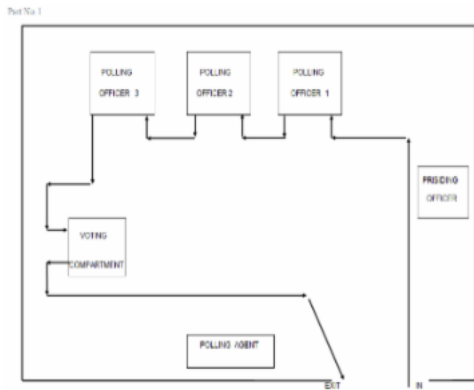 Part No 1
POLLING
OFFICER 3
POLLING
OFFICER 2
POLLING
OFFICER 1
PRISIDING
OFFICER
VOTING
COMPARTMENT
POLLING AGENT
EXIT
IN